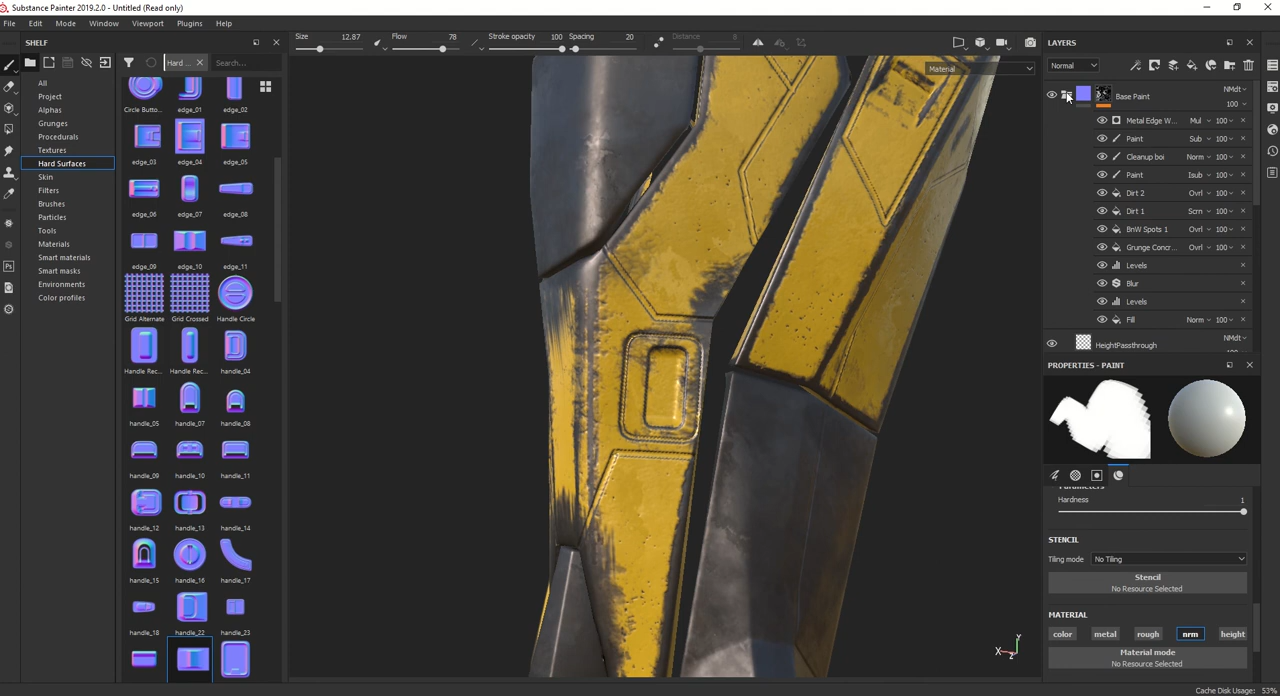 Substance Painter 2019.2.0 - Untitled (Read only)
File Edit Mode Window Viewport Plugins Help
SHELF
Size 12.87 Flow 78 Stroke opacity 100 Spacing 20 Distance 8
Hard ... Search...
Material
All
Project
Alphas
Grunges
Procedurals
Textures
Hard Surfaces
Skin
Filters
Brushes
Particles
Tools
Materials
Smart materials
Smart masks
Environments
Color profiles
Circle Butto... edge_01 edge_02
edge_03 edge_04 edge_05
edge_06 edge_07 edge_08
edge_09 edge_10 edge_11
Grid Alternate Grid Crossed Handle Circle
Handle Rec... Handle Rec... handle_04
handle_05 handle_07 handle_08
handle_09 handle_10 handle_11
handle_12 handle_13 handle_14
handle_15 handle_16 handle_17
handle_18 handle_22 handle_23
Y
X
Z
LAYERS
Normal
Base Paint NMdt
100
Metal Edge W... Mul 100
Paint Sub 100
Cleanup boi Norm 100
Paint Isub 100
Dirt 2 Ovrl 100
Dirt 1 Scrn 100
BnW Spots 1 Ovrl 100
Grunge Concr... Ovrl 100
Levels
Blur
Levels
Fill Norm 100
HeightPassthrough NMdt
PROPERTIES - PAINT
Ps
Parameters
Hardness 1
STENCIL
Tiling mode No Tiling
Stencil
No Resource Selected
MATERIAL
color metal rough nrm height
Material mode
No Resource Selected
Cache Disk Usage: 53%